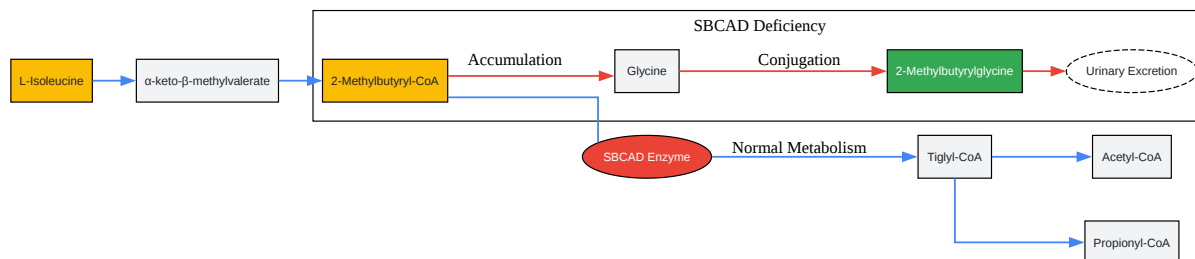 SBCAD Deficiency
L-Isoleucine
α-keto-β-methylvalerate
2-Methylbutyryl-CoA
Accumulation
Glycine
Conjugation
2-Methylbutyrylglycine
Urinary Excretion
SBCAD Enzyme
Normal Metabolism
Tiglyl-CoA
Acetyl-CoA
Propionyl-CoA